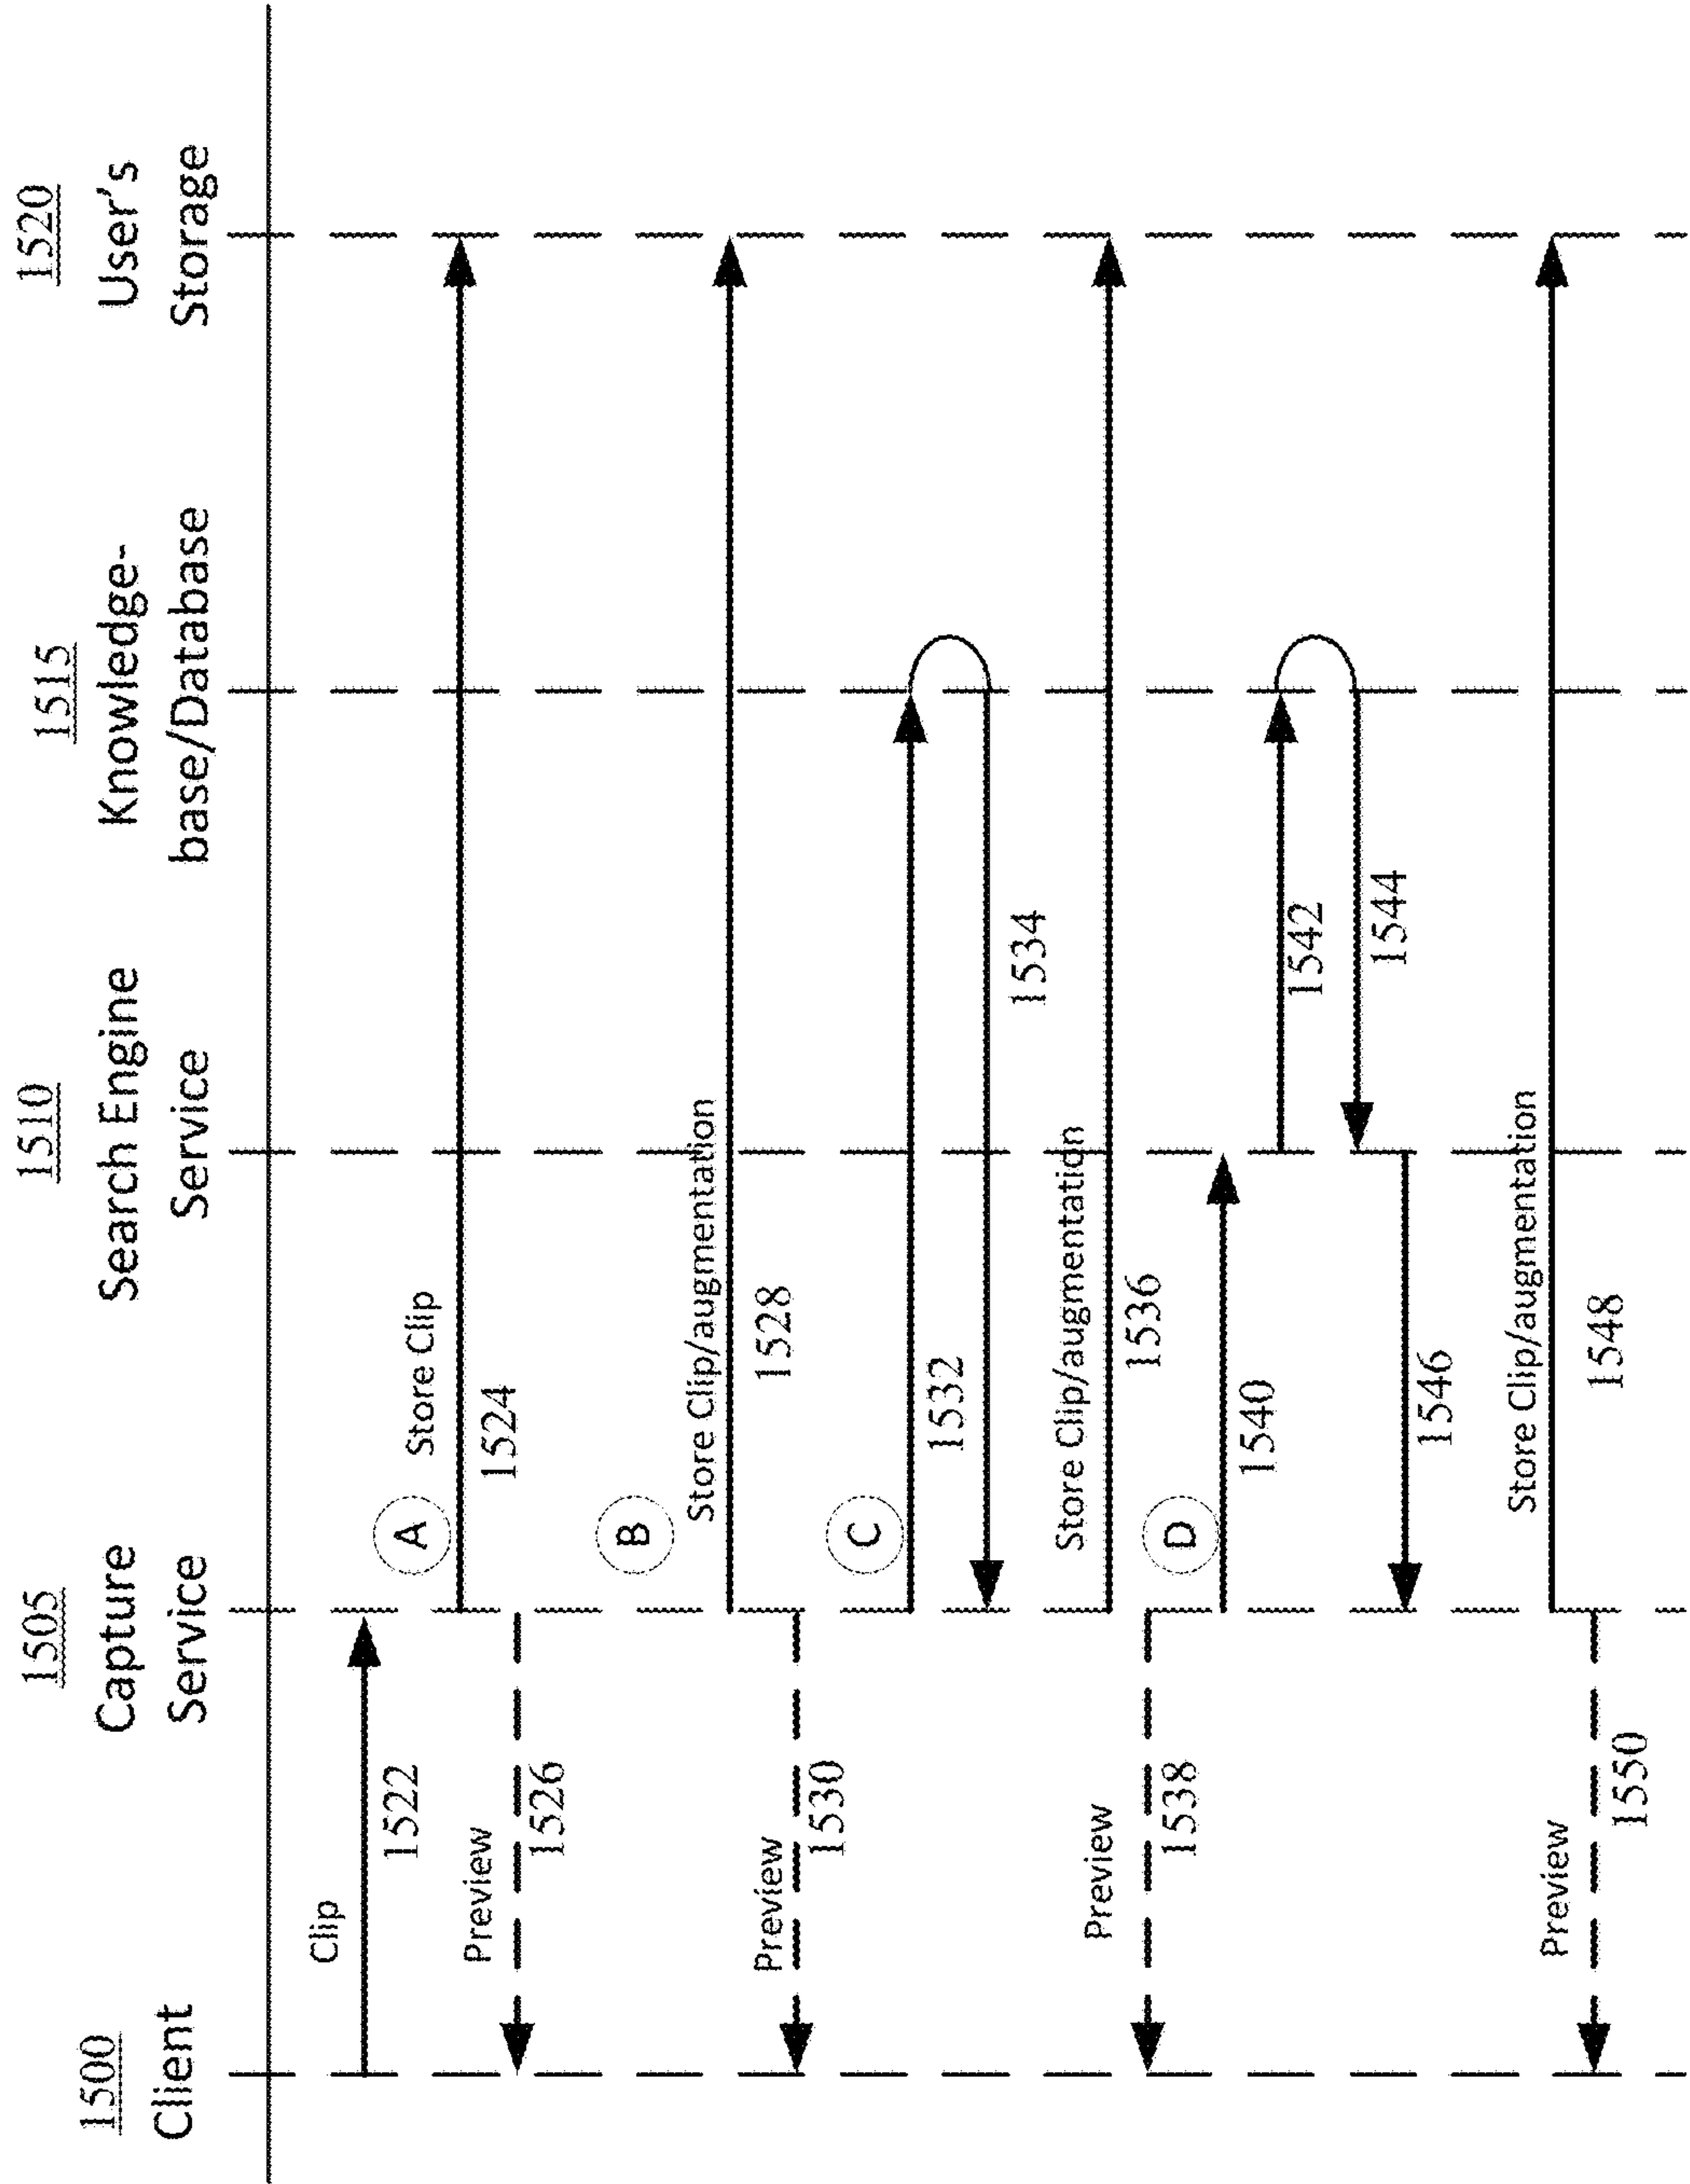 1500
Client
1505
Capture
Service
1510
Search Engine
Service
1515
Knowledge-
base/Database
1520
User's
Storage
Clip
1522
A
Store Clip
1524
Preview
1526
B
Store Clip/augmentation
1528
Preview
1530
C
1532
1534
Store Clip/augmentation
1536
Preview
1538
D
1540
1542
1544
1546
Store Clip/augmentation
1548
Preview
1550